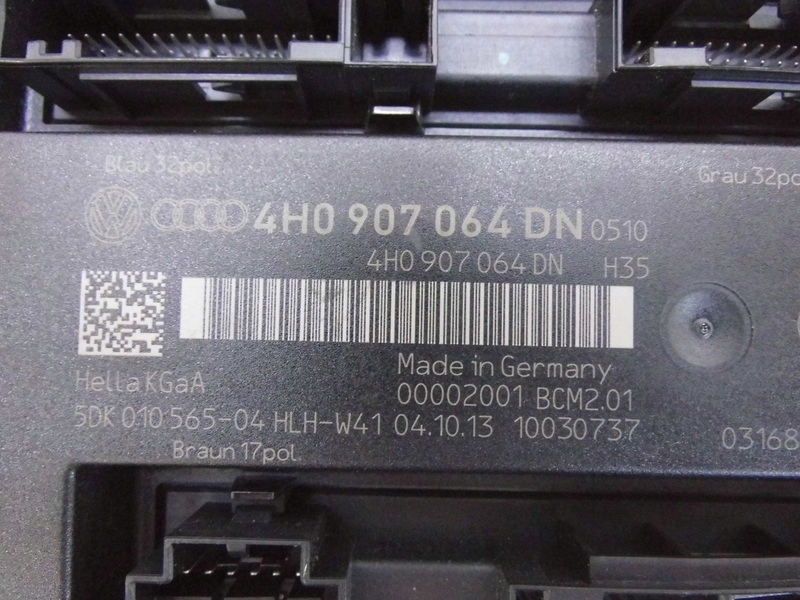 Blau 32pol.
Grau 32po
4H0 907 064 DN 0510
4H0 907 064 DN H35
Made in Germany
Hella KGaA
00002001 BCM2.01
5DK 010 565-04 HLH-W41 04.10.13 10030737
03168
Braun 17pol.